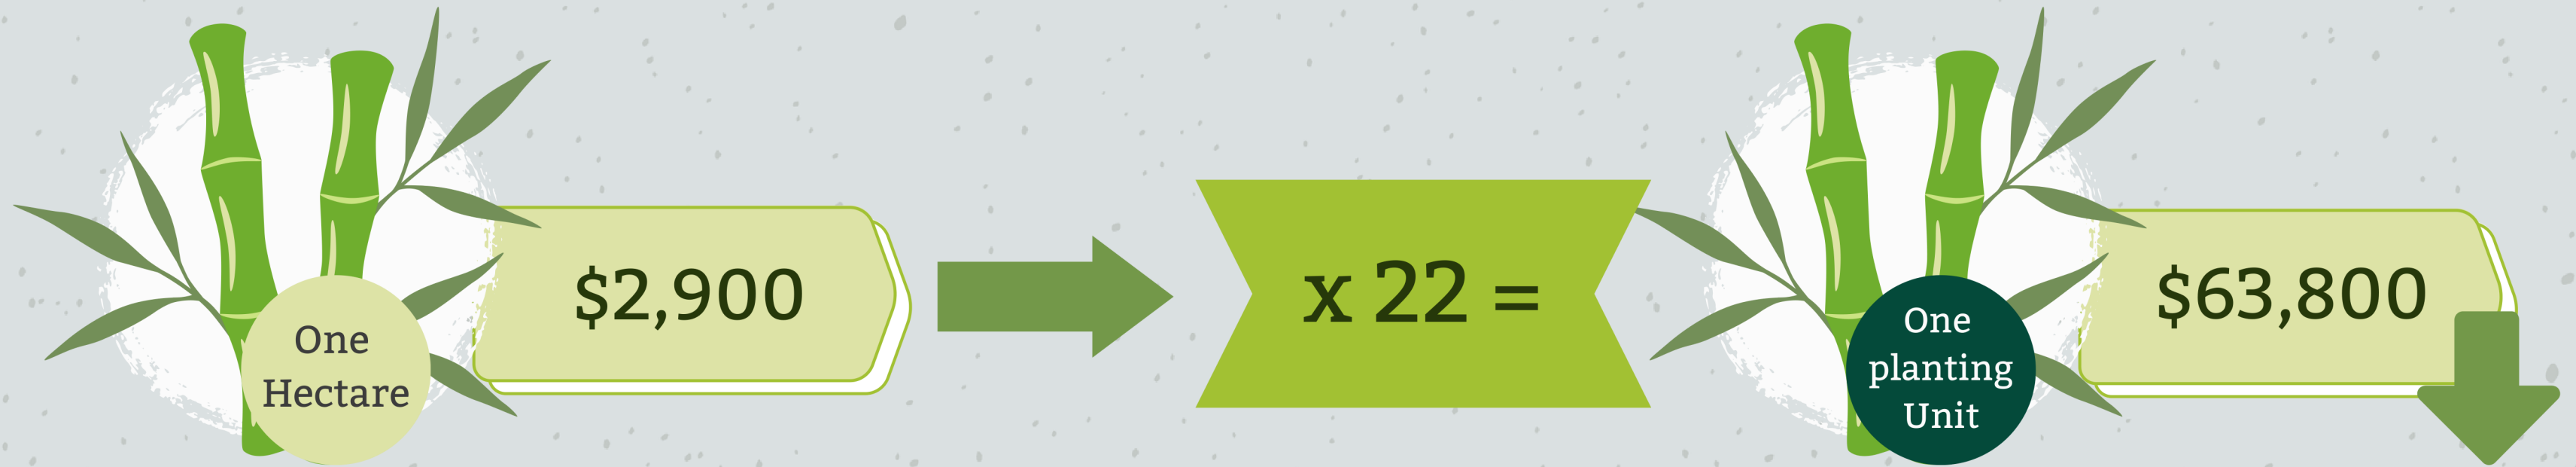 One
Hectare
$2,900
x 22 =
One
planting
Unit
$63,800